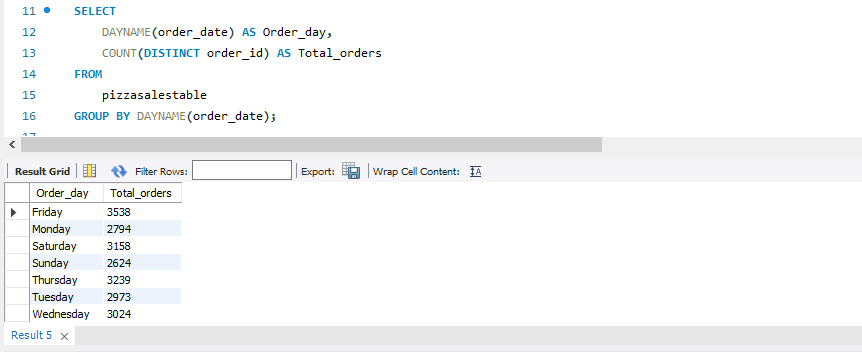 11 SELECT
12 DAYNAME(order_date) AS Order_day,
13 COUNT(DISTINCT order_id) AS Total_orders
14 FROM
15 pizzasalestable
16 GROUP BY DAYNAME(order_date);
Result Grid Filter Rows: Export: Wrap Cell Content:
Order_day Total_orders
Friday 3538
Monday 2794
Saturday 3158
Sunday 2624
Thursday 3239
Tuesday 2973
Wednesday 3024
Result 5